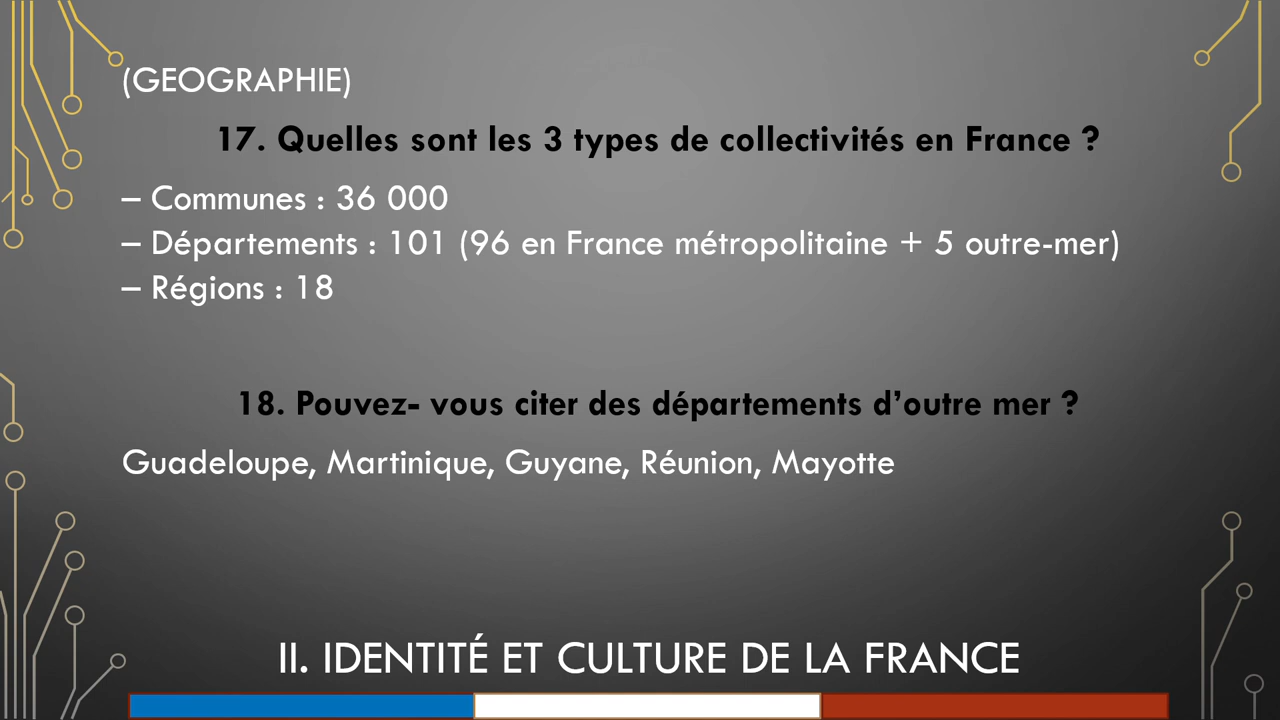 (GEOGRAPHIE)
17. Quelles sont les 3 types de collectivités en France ?
– Communes : 36 000
– Départements : 101 (96 en France métropolitaine + 5 outre-mer)
– Régions : 18
18. Pouvez- vous citer des départements d’outre mer ?
Guadeloupe, Martinique, Guyane, Réunion, Mayotte
II. IDENTITÉ ET CULTURE DE LA FRANCE